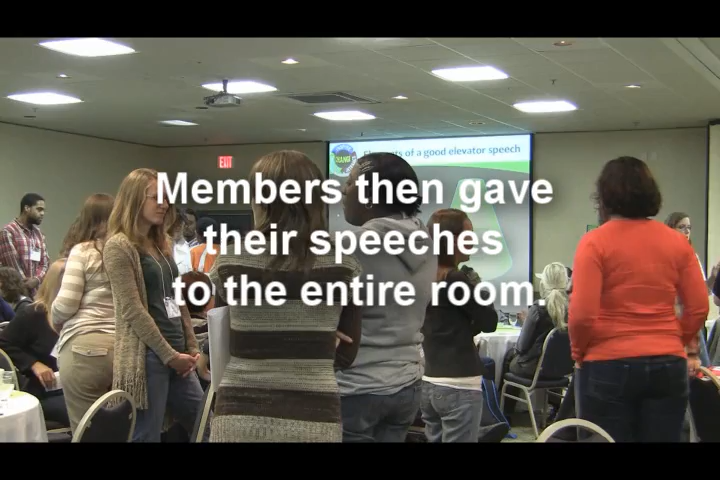 EXIT
Elements of a good elevator speech
Members then gave
their speeches
to the entire room.